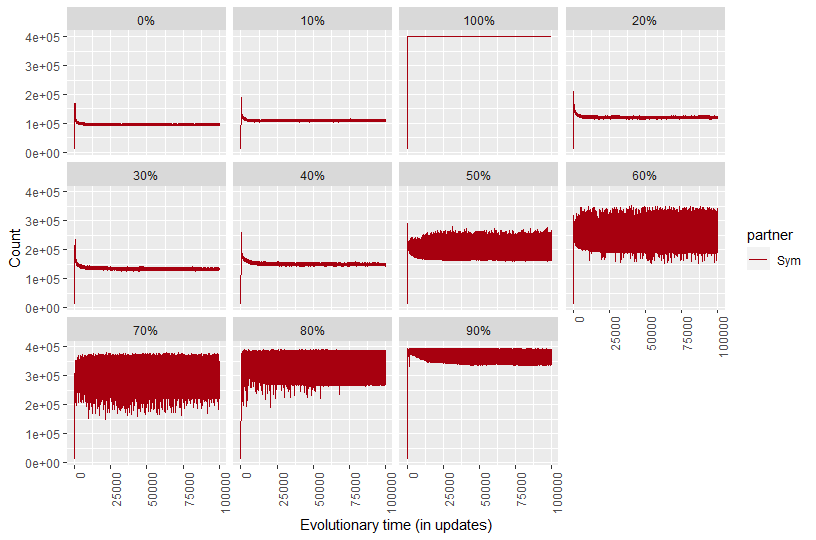 0% 10% 100% 20%
4e+05
3e+05
2e+05
1e+05
0e+00
30% 40% 50% 60%
4e+05
3e+05
2e+05
1e+05
0e+00
Count
partner
Sym
0 25000 50000 75000 100000
70% 80% 90%
4e+05
3e+05
2e+05
1e+05
0e+00
0 25000 50000 75000 100000 0 25000 50000 75000 100000 0 25000 50000 75000 100000
Evolutionary time (in updates)